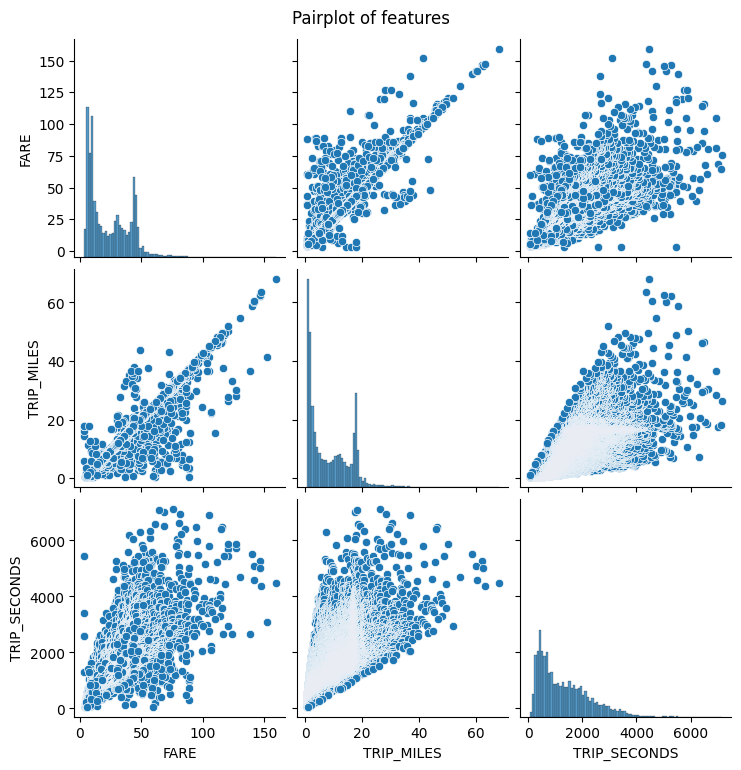 Pairplot of features
150
125
100
75
50
25
0
FARE
60
40
20
0
TRIP_MILES
6000
4000
2000
0
TRIP_SECONDS
0 50 100 150
0 20 40 60
0 2000 4000 6000
FARE TRIP_MILES TRIP_SECONDS